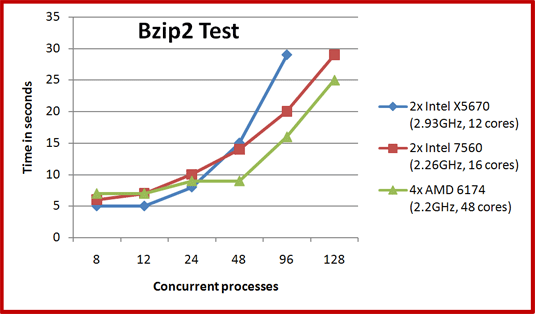 Bzip2 Test
35
30
25
20
15
10
5
0
Time in seconds
8 12 24 48 96 128
Concurrent processes
2x Intel X5670
(2.93GHz, 12 cores)
2x Intel 7560
(2.26GHz, 16 cores)
4x AMD 6174
(2.2GHz, 48 cores)